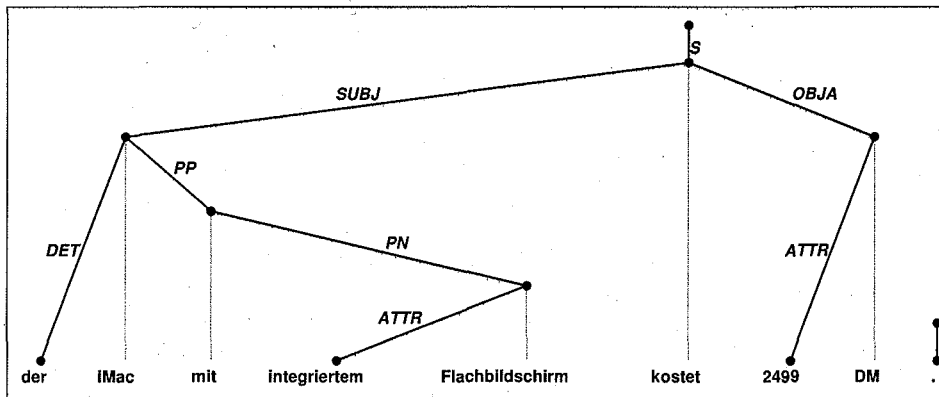 S
SUBJ
OBJA
PP
DET
PN
ATTR
ATTR
der IMac mit integriertem Flachbildschirm kostet 2499 DM .